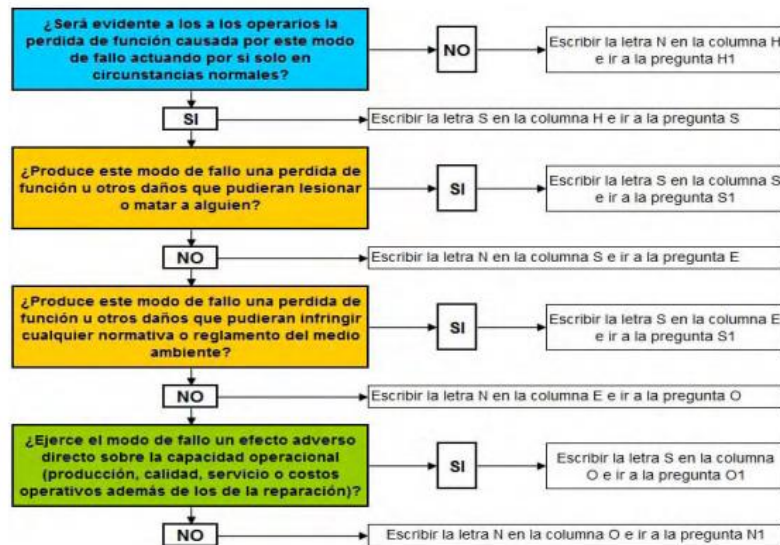 ¿Será evidente a los a los operarios la
perdida de función causada por este modo
de fallo actuando por si solo en
circunstancias normales?
NO
Escribir la letra N en la columna H
e ir a la pregunta H1
SI
Escribir la letra S en la columna H e ir a la pregunta S
¿Produce este modo de fallo una perdida de
función u otros daños que pudieran lesionar
o matar a alguien?
SI
Escribir la letra S en la columna S
e ir a la pregunta S1
NO
Escribir la letra N en la columna S e ir a la pregunta E
¿Produce este modo de fallo una perdida de
función u otros daños que pudieran infringir
cualquier normativa o reglamento del medio
ambiente?
SI
Escribir la letra S en la columna E
e ir a la pregunta S1
NO
Escribir la letra N en la columna E e ir a la pregunta O
¿Ejerce el modo de fallo un efecto adverso
directo sobre la capacidad operacional
(producción, calidad, servicio o costos
operativos además de los de la reparación)?
SI
Escribir la letra S en la columna
O e ir a la pregunta O1
NO
Escribir la letra N en la columna O e ir a la pregunta N1